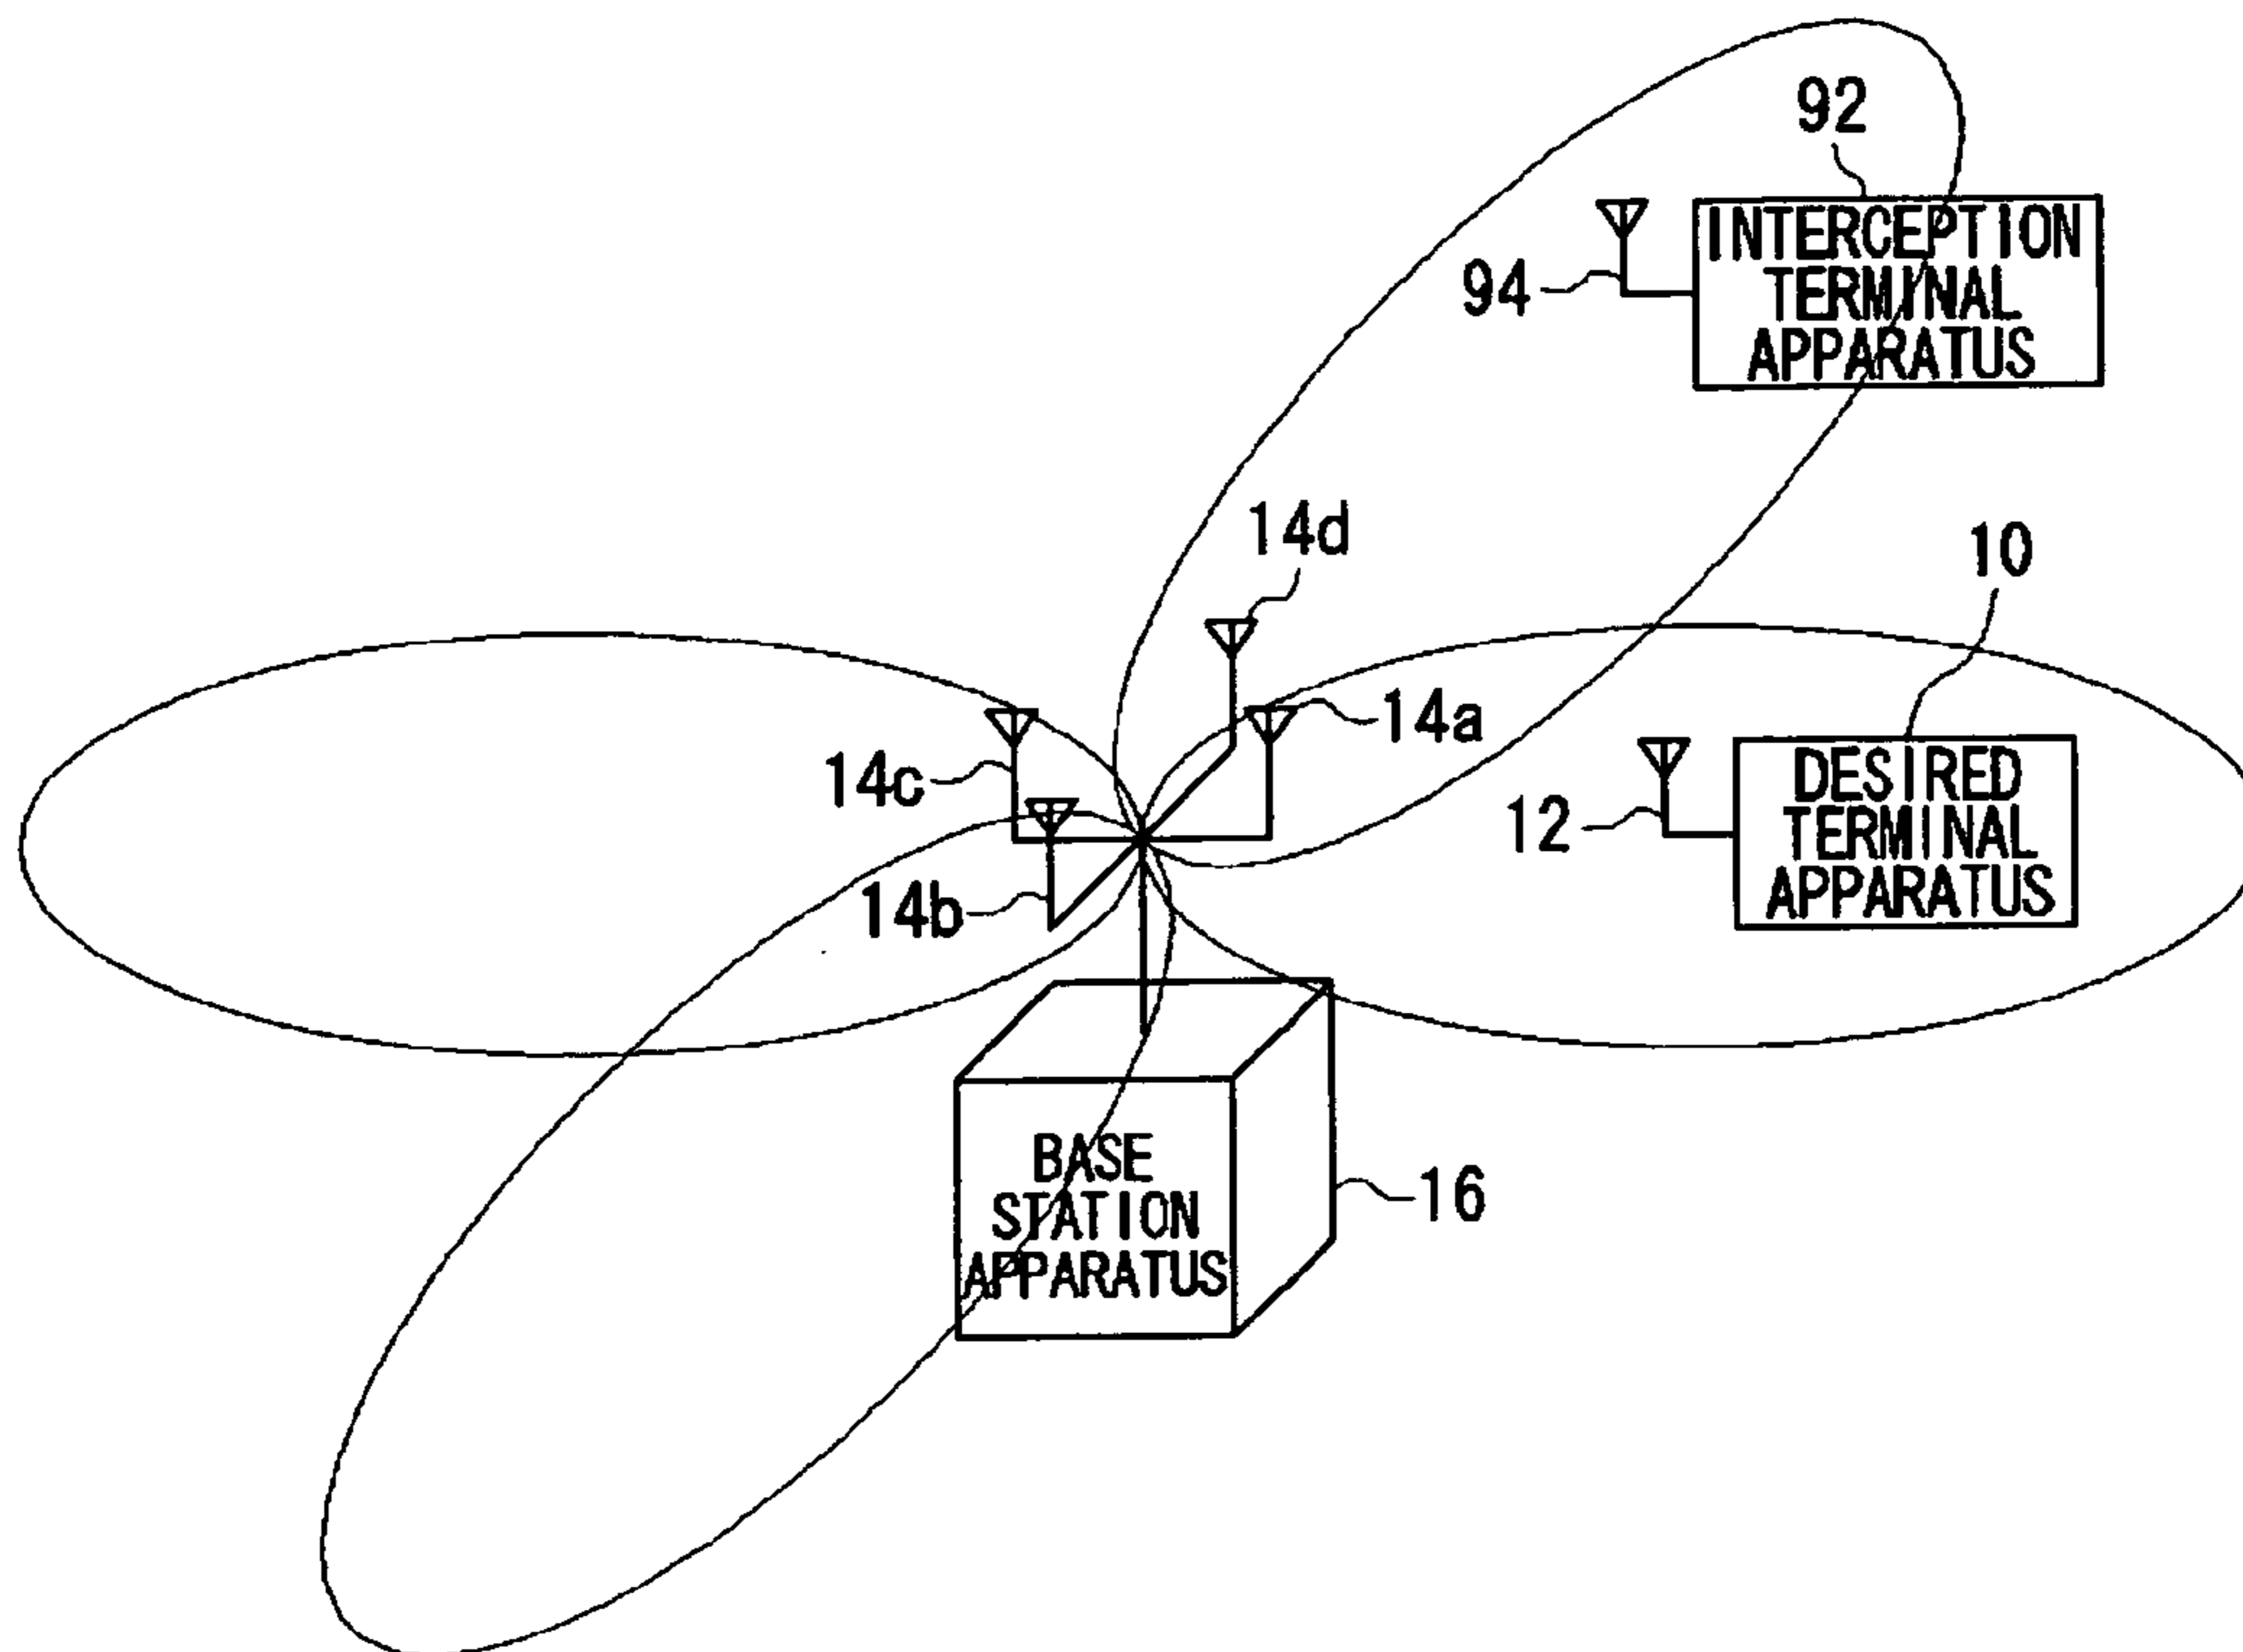 92
INTERCEPTION
TERMINAL
APPARATUS
94
14d
10
14a
14c
DESIRED
TERMINAL
APPARATUS
12
14b
BASE
STATION
APPARATUS
16